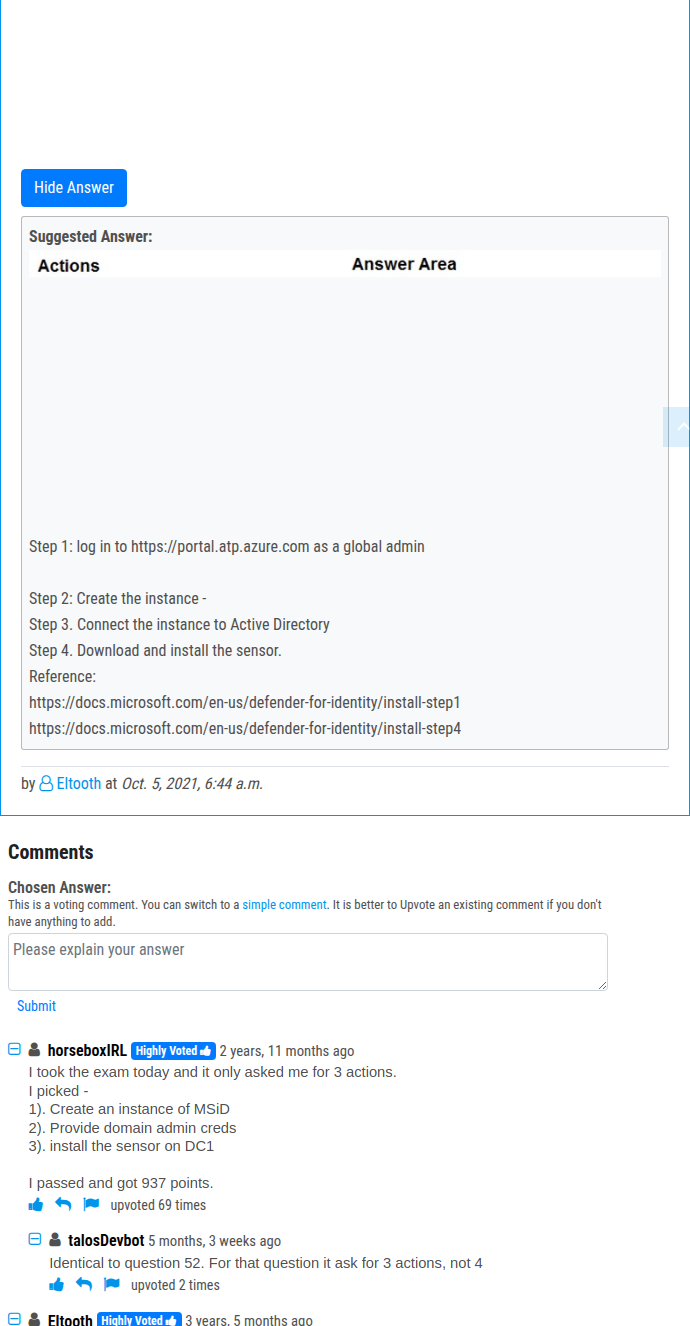 Hide Answer
Suggested Answer:
Actions Answer Area
Step 1: log in to https://portal.atp.azure.com as a global admin
Step 2: Create the instance -
Step 3. Connect the instance to Active Directory
Step 4. Download and install the sensor.
Reference:
https://docs.microsoft.com/en-us/defender-for-identity/install-step1
https://docs.microsoft.com/en-us/defender-for-identity/install-step4
by Eltooth at Oct. 5, 2021, 6:44 a.m.
Comments
Chosen Answer:
This is a voting comment. You can switch to a simple comment. It is better to Upvote an existing comment if you don't
have anything to add.
Please explain your answer
Submit
horseboxIRL Highly Voted 2 years, 11 months ago
I took the exam today and it only asked me for 3 actions.
I picked -
1). Create an instance of MSiD
2). Provide domain admin creds
3). install the sensor on DC1
I passed and got 937 points.
upvoted 69 times
talosDevbot 5 months, 3 weeks ago
Identical to question 52. For that question it ask for 3 actions, not 4
upvoted 2 times
Eltooth Highly Voted 3 years, 5 months ago